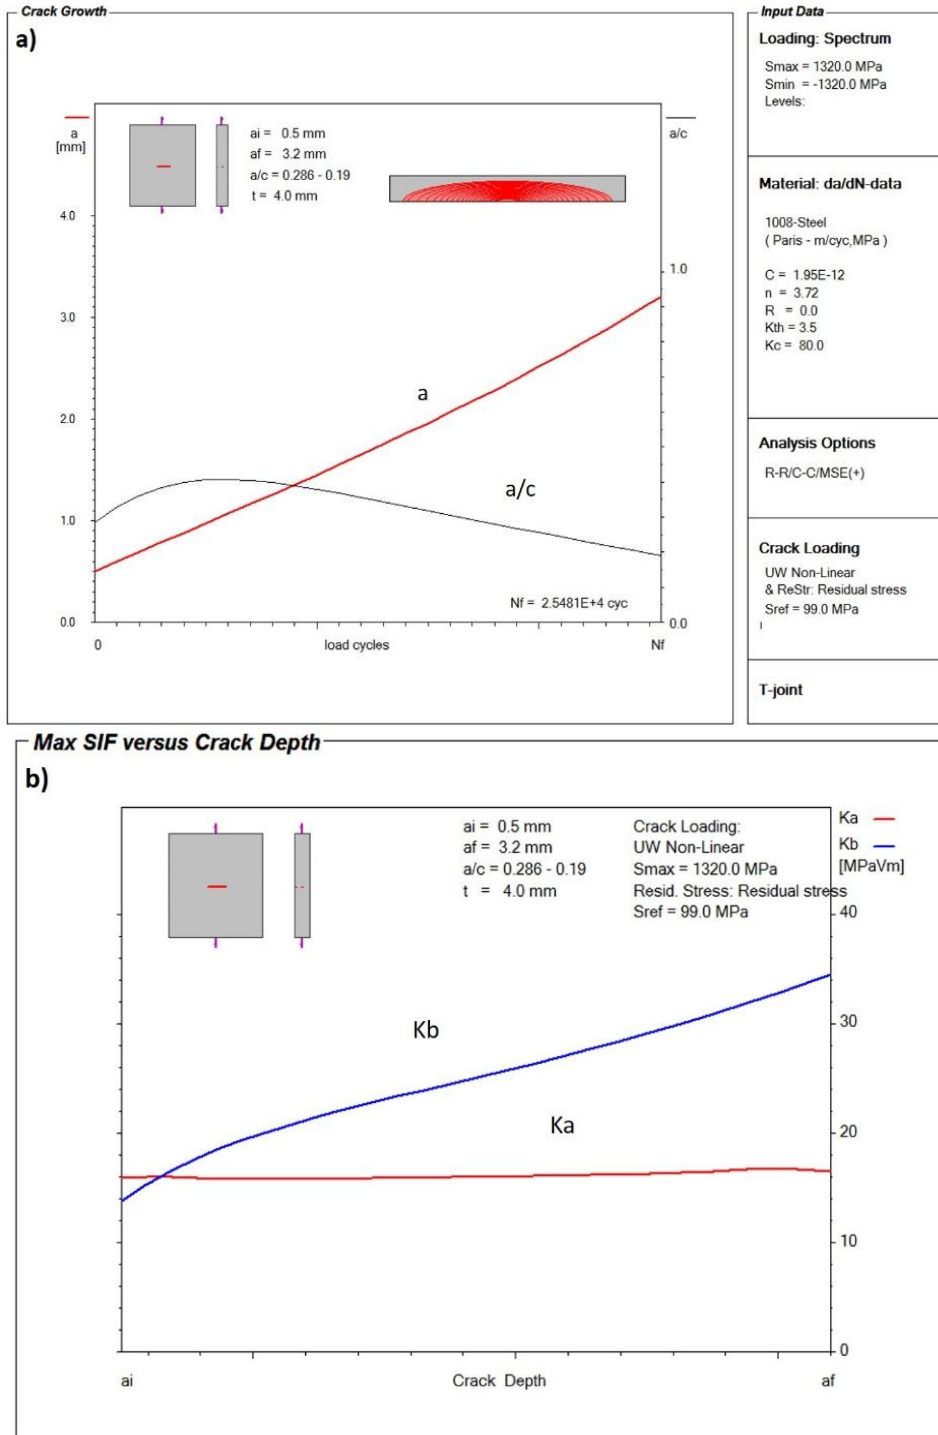 Crack Growth
a)
a
[mm]
ai = 0.5 mm
af = 3.2 mm
a/c = 0.286 - 0.19
t = 4.0 mm
a/c
4.0
3.0
2.0
1.0
0.0
1.0
0.0
a
a/c
Nf = 2.5481E+4 cyc
0
load cycles
Nf
Input Data
Loading: Spectrum
Smax = 1320.0 MPa
Smin = -1320.0 MPa
Levels:
Material: da/dN-data
1008-Steel
( Paris - m/cyc,MPa )
C = 1.95E-12
n = 3.72
R = 0.0
Kth = 3.5
Kc = 80.0
Analysis Options
R-R/C-C/MSE(+)
Crack Loading
UW Non-Linear
& ReStr: Residual stress
Sref = 99.0 MPa
T-joint
Max SIF versus Crack Depth
b)
ai = 0.5 mm
af = 3.2 mm
a/c = 0.286 - 0.19
t = 4.0 mm
Crack Loading:
UW Non-Linear
Smax = 1320.0 MPa
Resid. Stress: Residual stress
Sref = 99.0 MPa
Ka
Kb
[MPaVm]
40
30
20
10
0
Kb
Ka
ai
Crack Depth
af